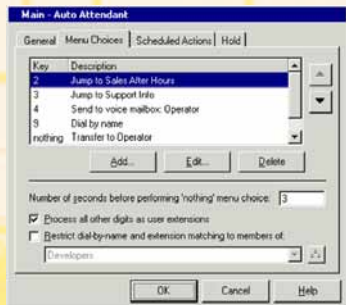 Main - Auto Attendant
General Menu Choices Scheduled Actions Hold
Key Description
2 Jump to Sales After Hours
3 Jump to Support Info
4 Send to voice mailbox: Operator
9 Dial by name
nothing Transfer to Operator
Add... Edit... Delete
Number of seconds before performing 'nothing' menu choice: 3
Process all other digits as user extensions
Restrict dial-by-name and extension matching to members of:
Developers
OK Cancel Help